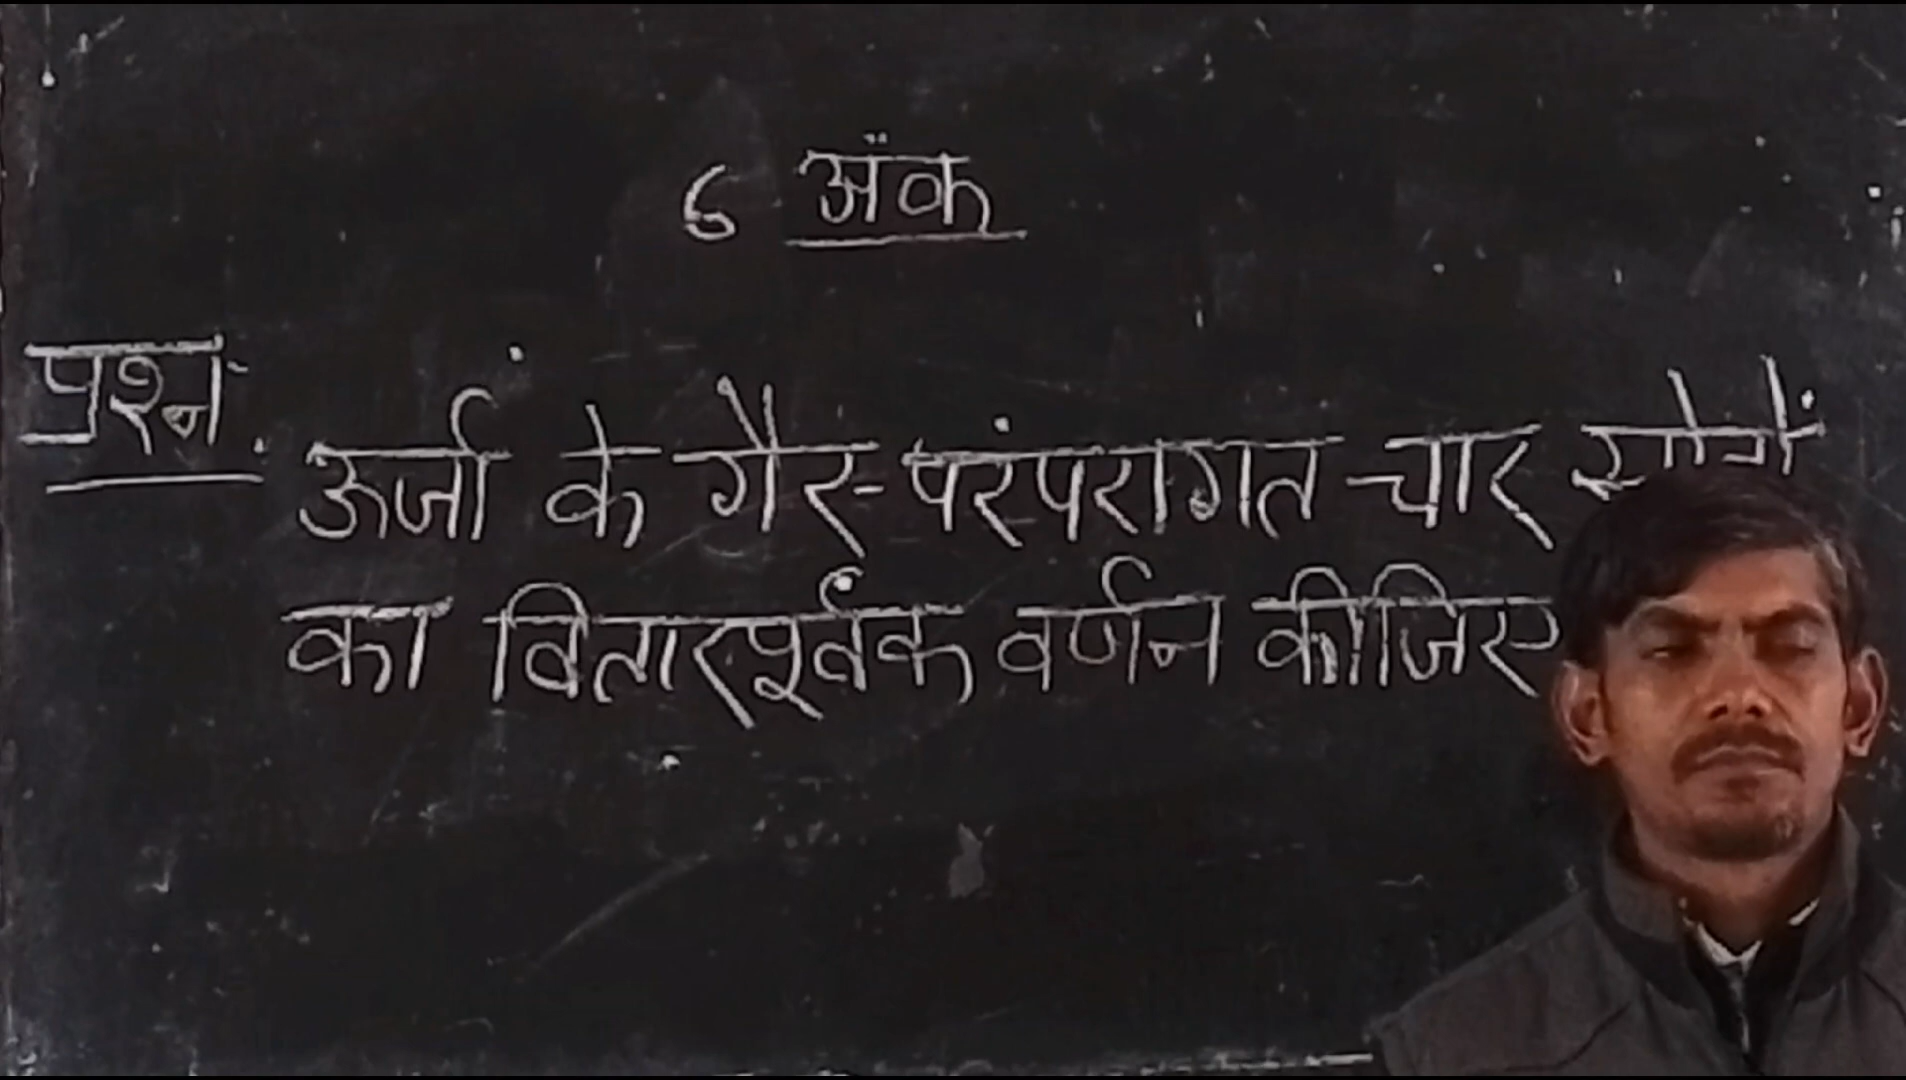 6 अंक
प्रश्न.
ऊर्जा के गैर-परंपरागत चार
का वितारपूर्वक वर्णन कीजिए